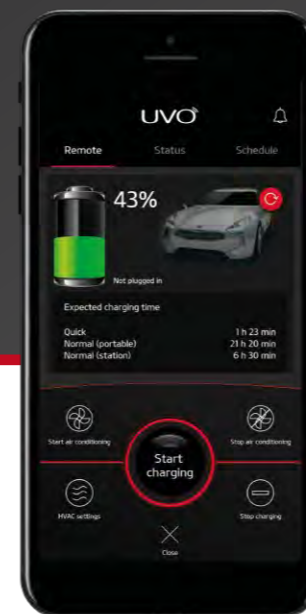 UVO
Remote Status Schedule
43%
Not plugged in
Expected charging time
Quick 1 h 23 min
Normal (portable) 21 h 20 min
Normal (station) 6 h 30 min
Start air conditioning
Stop air conditioning
Start
charging
HVAC settings
Stop charging
Close